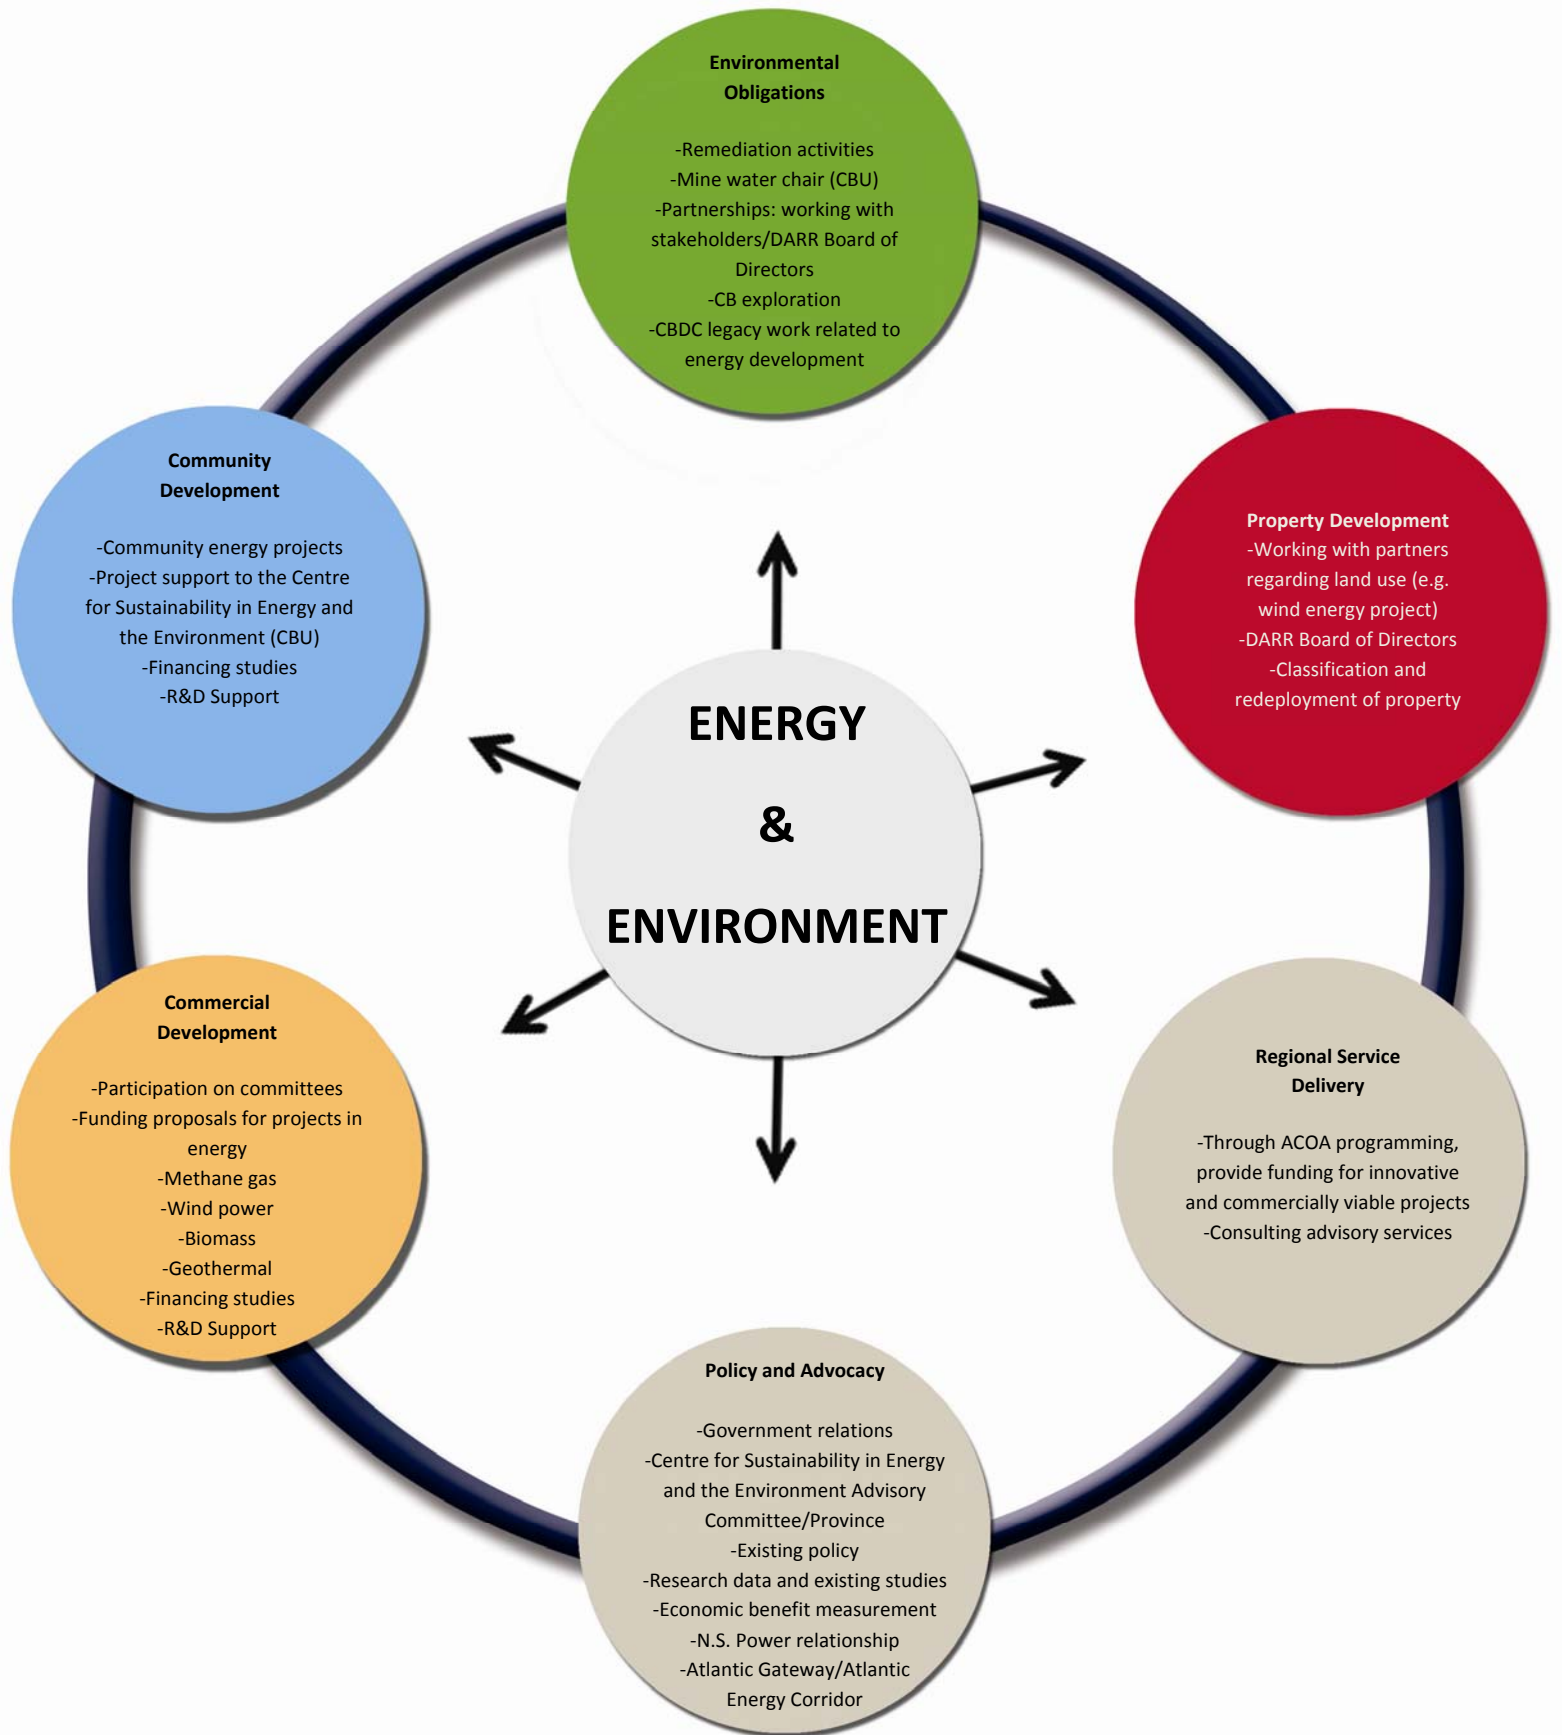 Environmental
Obligations
-Remediation activities
-Mine water chair (CBU)
-Partnerships: working with
stakeholders/DARR Board of
Directors
-CB exploration
-CBDC legacy work related to
energy development
Community
Development
-Community energy projects
-Project support to the Centre
for Sustainability in Energy and
the Environment (CBU)
-Financing studies
-R&D Support
Property Development
-Working with partners
regarding land use (e.g.
wind energy project)
-DARR Board of Directors
-Classification and
redeployment of property
ENERGY
&
ENVIRONMENT
Commercial
Development
-Participation on committees
-Funding proposals for projects in
energy
-Methane gas
-Wind power
-Biomass
-Geothermal
-Financing studies
-R&D Support
Regional Service
Delivery
-Through ACOA programming,
provide funding for innovative
and commercially viable projects
-Consulting advisory services
Policy and Advocacy
-Government relations
-Centre for Sustainability in Energy
and the Environment Advisory
Committee/Province
-Existing policy
-Research data and existing studies
-Economic benefit measurement
-N.S. Power relationship
-Atlantic Gateway/Atlantic
Energy Corridor